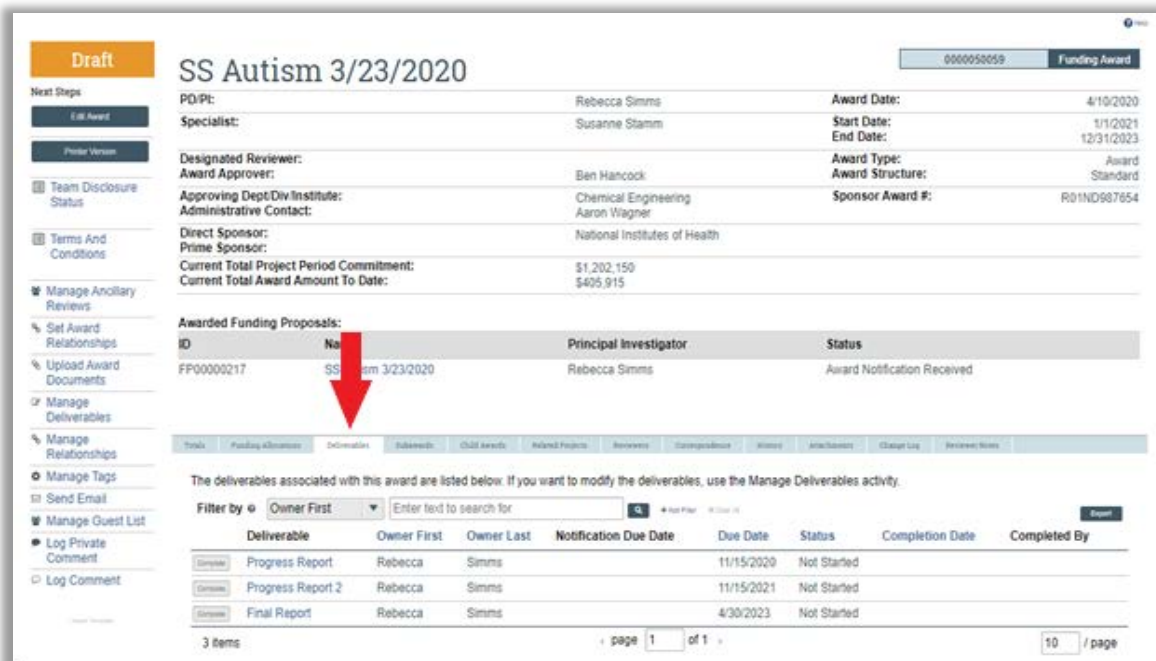 Help
Draft
SS Autism 3/23/2020
0000050059 Funding Award
Next Steps
Edit Award
Printer Version
Team Disclosure
Status
Terms And
Conditions
Manage Ancillary
Reviews
Set Award
Relationships
Upload Award
Documents
Manage
Deliverables
Manage
Relationships
Manage Tags
Send Email
Manage Guest List
Log Private
Comment
Log Comment
PD/PI: Rebecca Simms Award Date: 4/10/2020
Specialist: Susanne Stamm Start Date: 1/1/2021
End Date: 12/31/2023
Designated Reviewer: Award Type: Award
Award Approver: Ben Hancock Award Structure: Standard
Approving Dept/Div/Institute: Chemical Engineering Sponsor Award #: R01ND987654
Administrative Contact: Aaron Wagner
Direct Sponsor: National Institutes of Health
Prime Sponsor:
Current Total Project Period Commitment: $1,202,150
Current Total Award Amount To Date: $405,915
Awarded Funding Proposals:
ID Na Principal Investigator Status
FP00000217 SS sm 3/23/2020 Rebecca Simms Award Notification Received
Totals Funding Allocations Deliverables Subawards Child Awards Related Projects Reviewers Correspondence History Attachments Change Log Reviewer Notes
The deliverables associated with this award are listed below. If you want to modify the deliverables, use the Manage Deliverables activity.
Filter by Owner First Enter text to search for + Add Filter Export
Deliverable Owner First Owner Last Notification Due Date Due Date Status Completion Date Completed By
Complete Progress Report Rebecca Simms 11/15/2020 Not Started
Complete Progress Report 2 Rebecca Simms 11/15/2021 Not Started
Complete Final Report Rebecca Simms 4/30/2023 Not Started
3 items page 1 of 1 10 / page